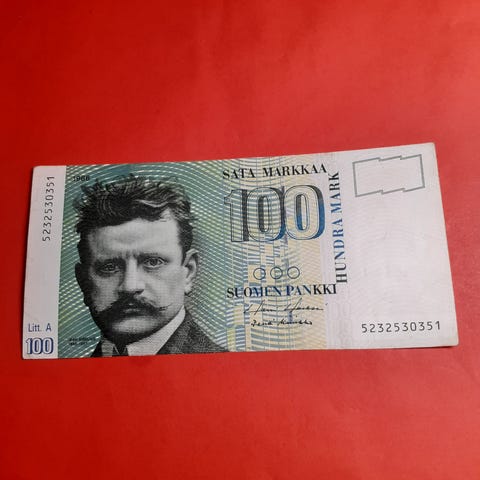 1986
SATA MARKKAA
100
HUNDRA MARK
SUOMEN PANKKI
5232530351
5232530351
Litt. A
100